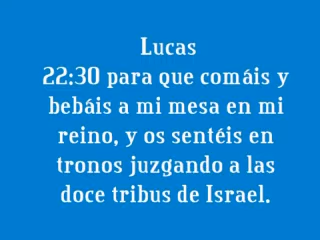 Lucas
22:30 para que comáis y
bebáis a mi mesa en mi
reino, y os sentéis en
tronos juzgando a las
doce tribus de Israel.